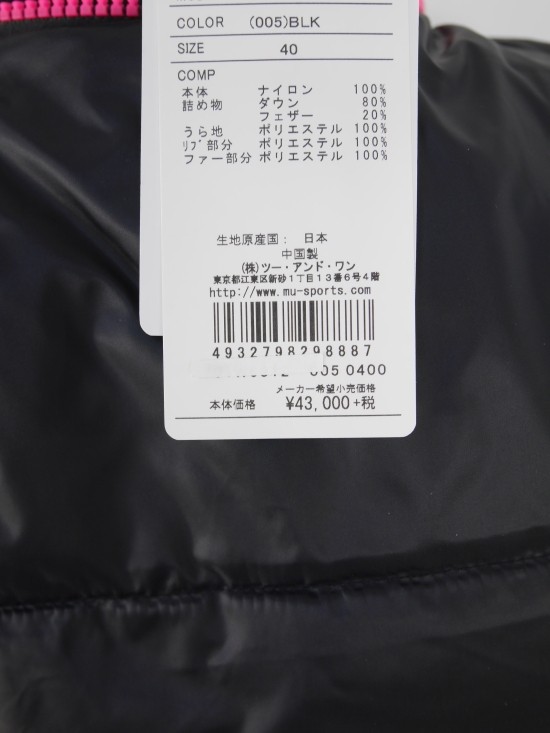 COLOR (005)BLK
SIZE 40
COMP
本体 ナイロン 100%
詰め物 ダウン 80%
フェザー 20%
うら地 ポリエステル 100%
ﾘﾌﾞ部分 ポリエステル 100%
ファー部分 ポリエステル 100%
生地原産国: 日本
中国製
(株)ツー・アンド・ワン
東京都江東区新砂1丁目13番6号4階
http://www.mu-sports.com
4932798298887
005 0400
メーカー希望小売価格
本体価格 ¥43,000+税